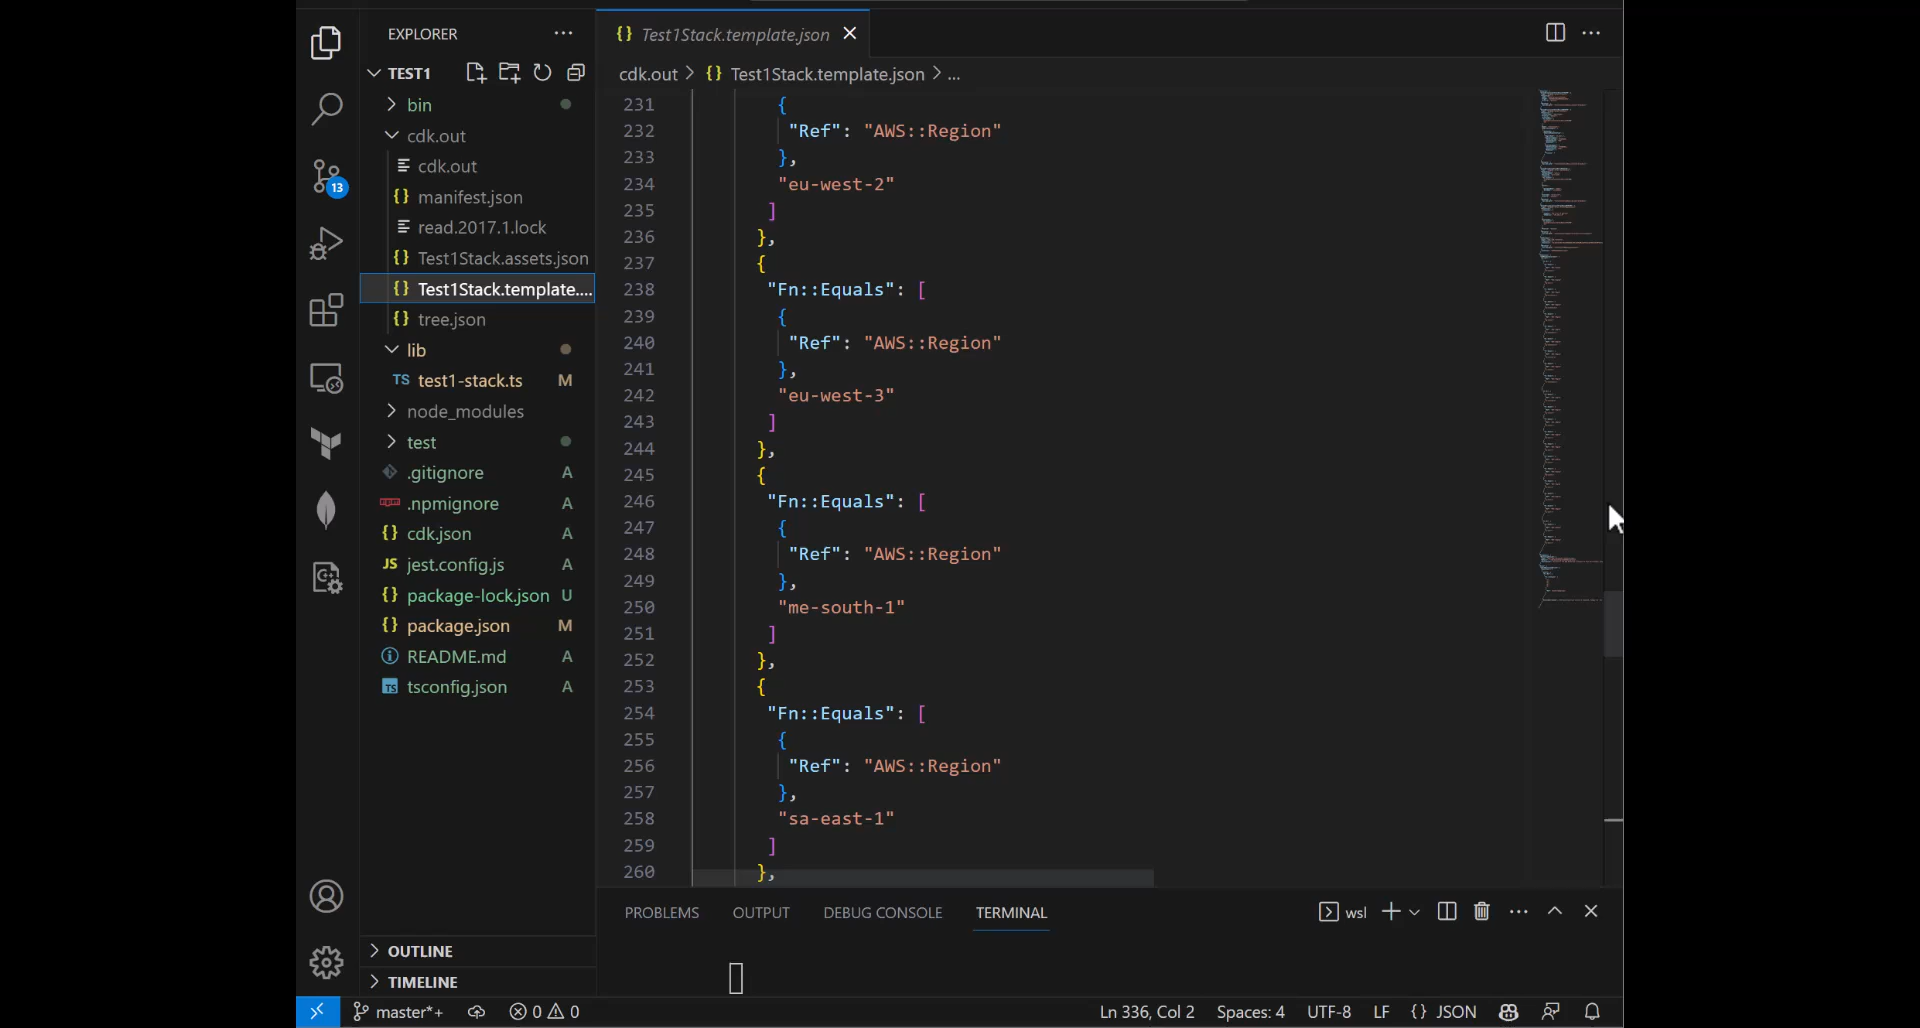 EXPLORER
TEST1
bin
cdk.out
cdk.out
manifest.json
read.2017.1.lock
Test1Stack.assets.json
Test1Stack.template....
tree.json
lib
TS test1-stack.ts M
node_modules
test
.gitignore A
.npmignore A
cdk.json A
JS jest.config.js A
package-lock.json U
package.json M
README.md A
TS tsconfig.json A
OUTLINE
TIMELINE
13
{} Test1Stack.template.json
cdk.out > {} Test1Stack.template.json > ...
231 {
232 "Ref": "AWS::Region"
233 },
234 "eu-west-2"
235 ]
236 },
237 {
238 "Fn::Equals": [
239 {
240 "Ref": "AWS::Region"
241 },
242 "eu-west-3"
243 ]
244 },
245 {
246 "Fn::Equals": [
247 {
248 "Ref": "AWS::Region"
249 },
250 "me-south-1"
251 ]
252 },
253 {
254 "Fn::Equals": [
255 {
256 "Ref": "AWS::Region"
257 },
258 "sa-east-1"
259 ]
260 },
PROBLEMS OUTPUT DEBUG CONSOLE TERMINAL wsl
master*+ 0 0 Ln 336, Col 2 Spaces: 4 UTF-8 LF {} JSON